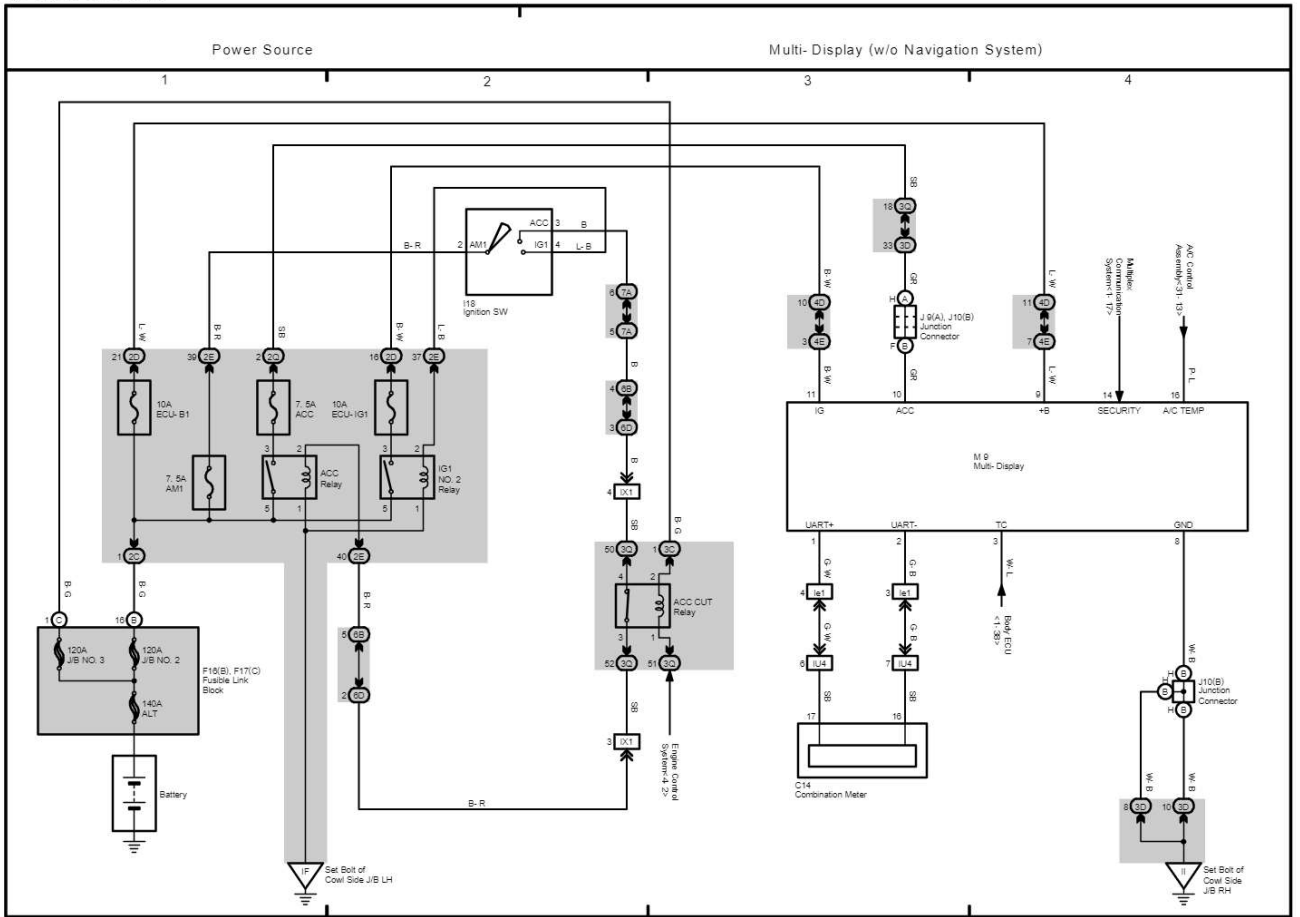 Power Source
Multi- Display (w/o Navigation System)
1
2
3
4
SB
18 3Q
33 3D
GR
H A
J 9(A), J10(B)
Junction
Connector
F B
GR
ACC 3 B
B- R 2 AM1 IG1 4 L- B
I18
Ignition SW
6 7A
5 7A
B
4 6B
3 6D
B
4 IX1
SB
B- W
10 4D
3 4E
B- W
L- W
11 4D
7 4E
L- W
Multiplex
Communication
System<1- 17>
A/C Control
Assembly<31- 13>
P- L
L- W
B- R
SB
B- W
L- B
21 2D
39 2E
2 2Q
16 2D
37 2E
10A
ECU- B1
7. 5A
ACC
10A
ECU-IG1
7. 5A
AM1
3 2
ACC
Relay
5 1
3 2
IG1
NO. 2
Relay
5 1
1 2C
40 2E
11 10 9 14 16
IG ACC +B SECURITY A/C TEMP
M 9
Multi- Display
UART+ UART- TC GND
1 2 3 8
B- G
50 3Q
1 3C
4 2
ACC CUT
Relay
3 1
52 3Q
51 3Q
SB
3 IX1
Engine Control
System<4- 2>
B- G
B- G
1 C
16 B
120A
J/B NO. 3
120A
J/B NO. 2
F16(B), F17(C)
Fusible Link
Block
140A
ALT
Battery
B- R
5 6B
2 6D
B- R
IF
Set Bolt of
Cowl Side J/B LH
G- W
G- B
4 Ie1
3 Ie1
G- W
G- B
6 IU4
7 IU4
SB
SB
17 16
C14
Combination Meter
W- L
Body ECU
<1- 38>
W- B
H B
H
B
J10(B)
Junction
Connector
H B
W- B
W- B
8 3D
10 3D
II
Set Bolt of
Cowl Side
J/B RH